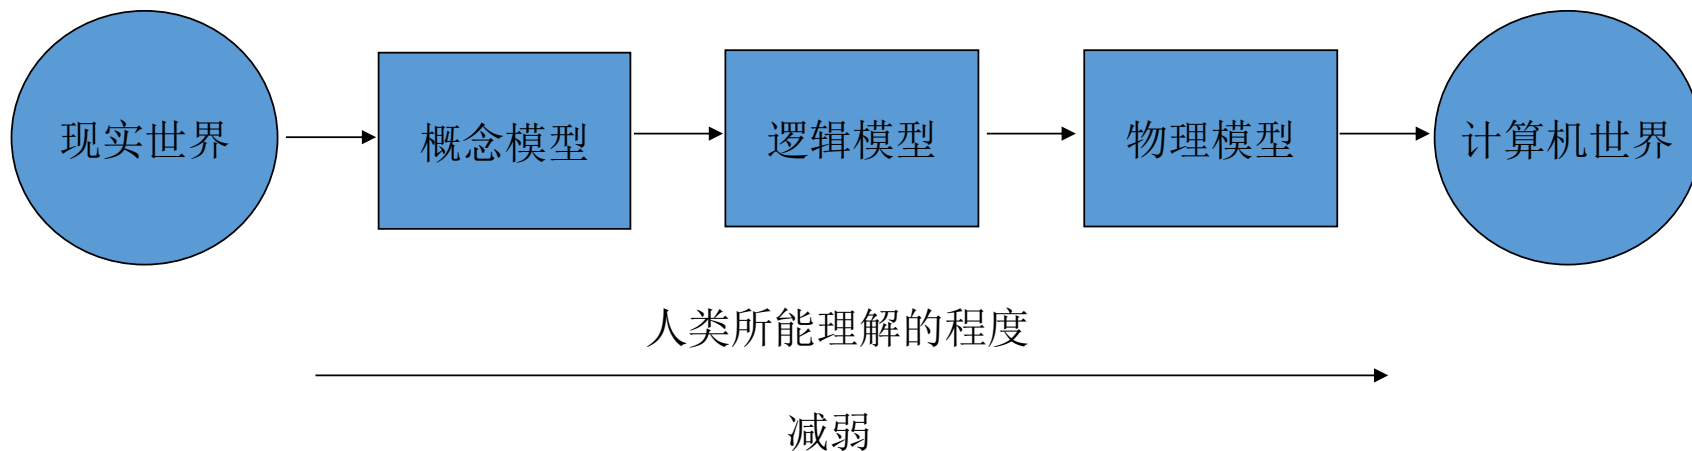 现实世界
概念模型
逻辑模型
物理模型
计算机世界
人类所能理解的程度
减弱